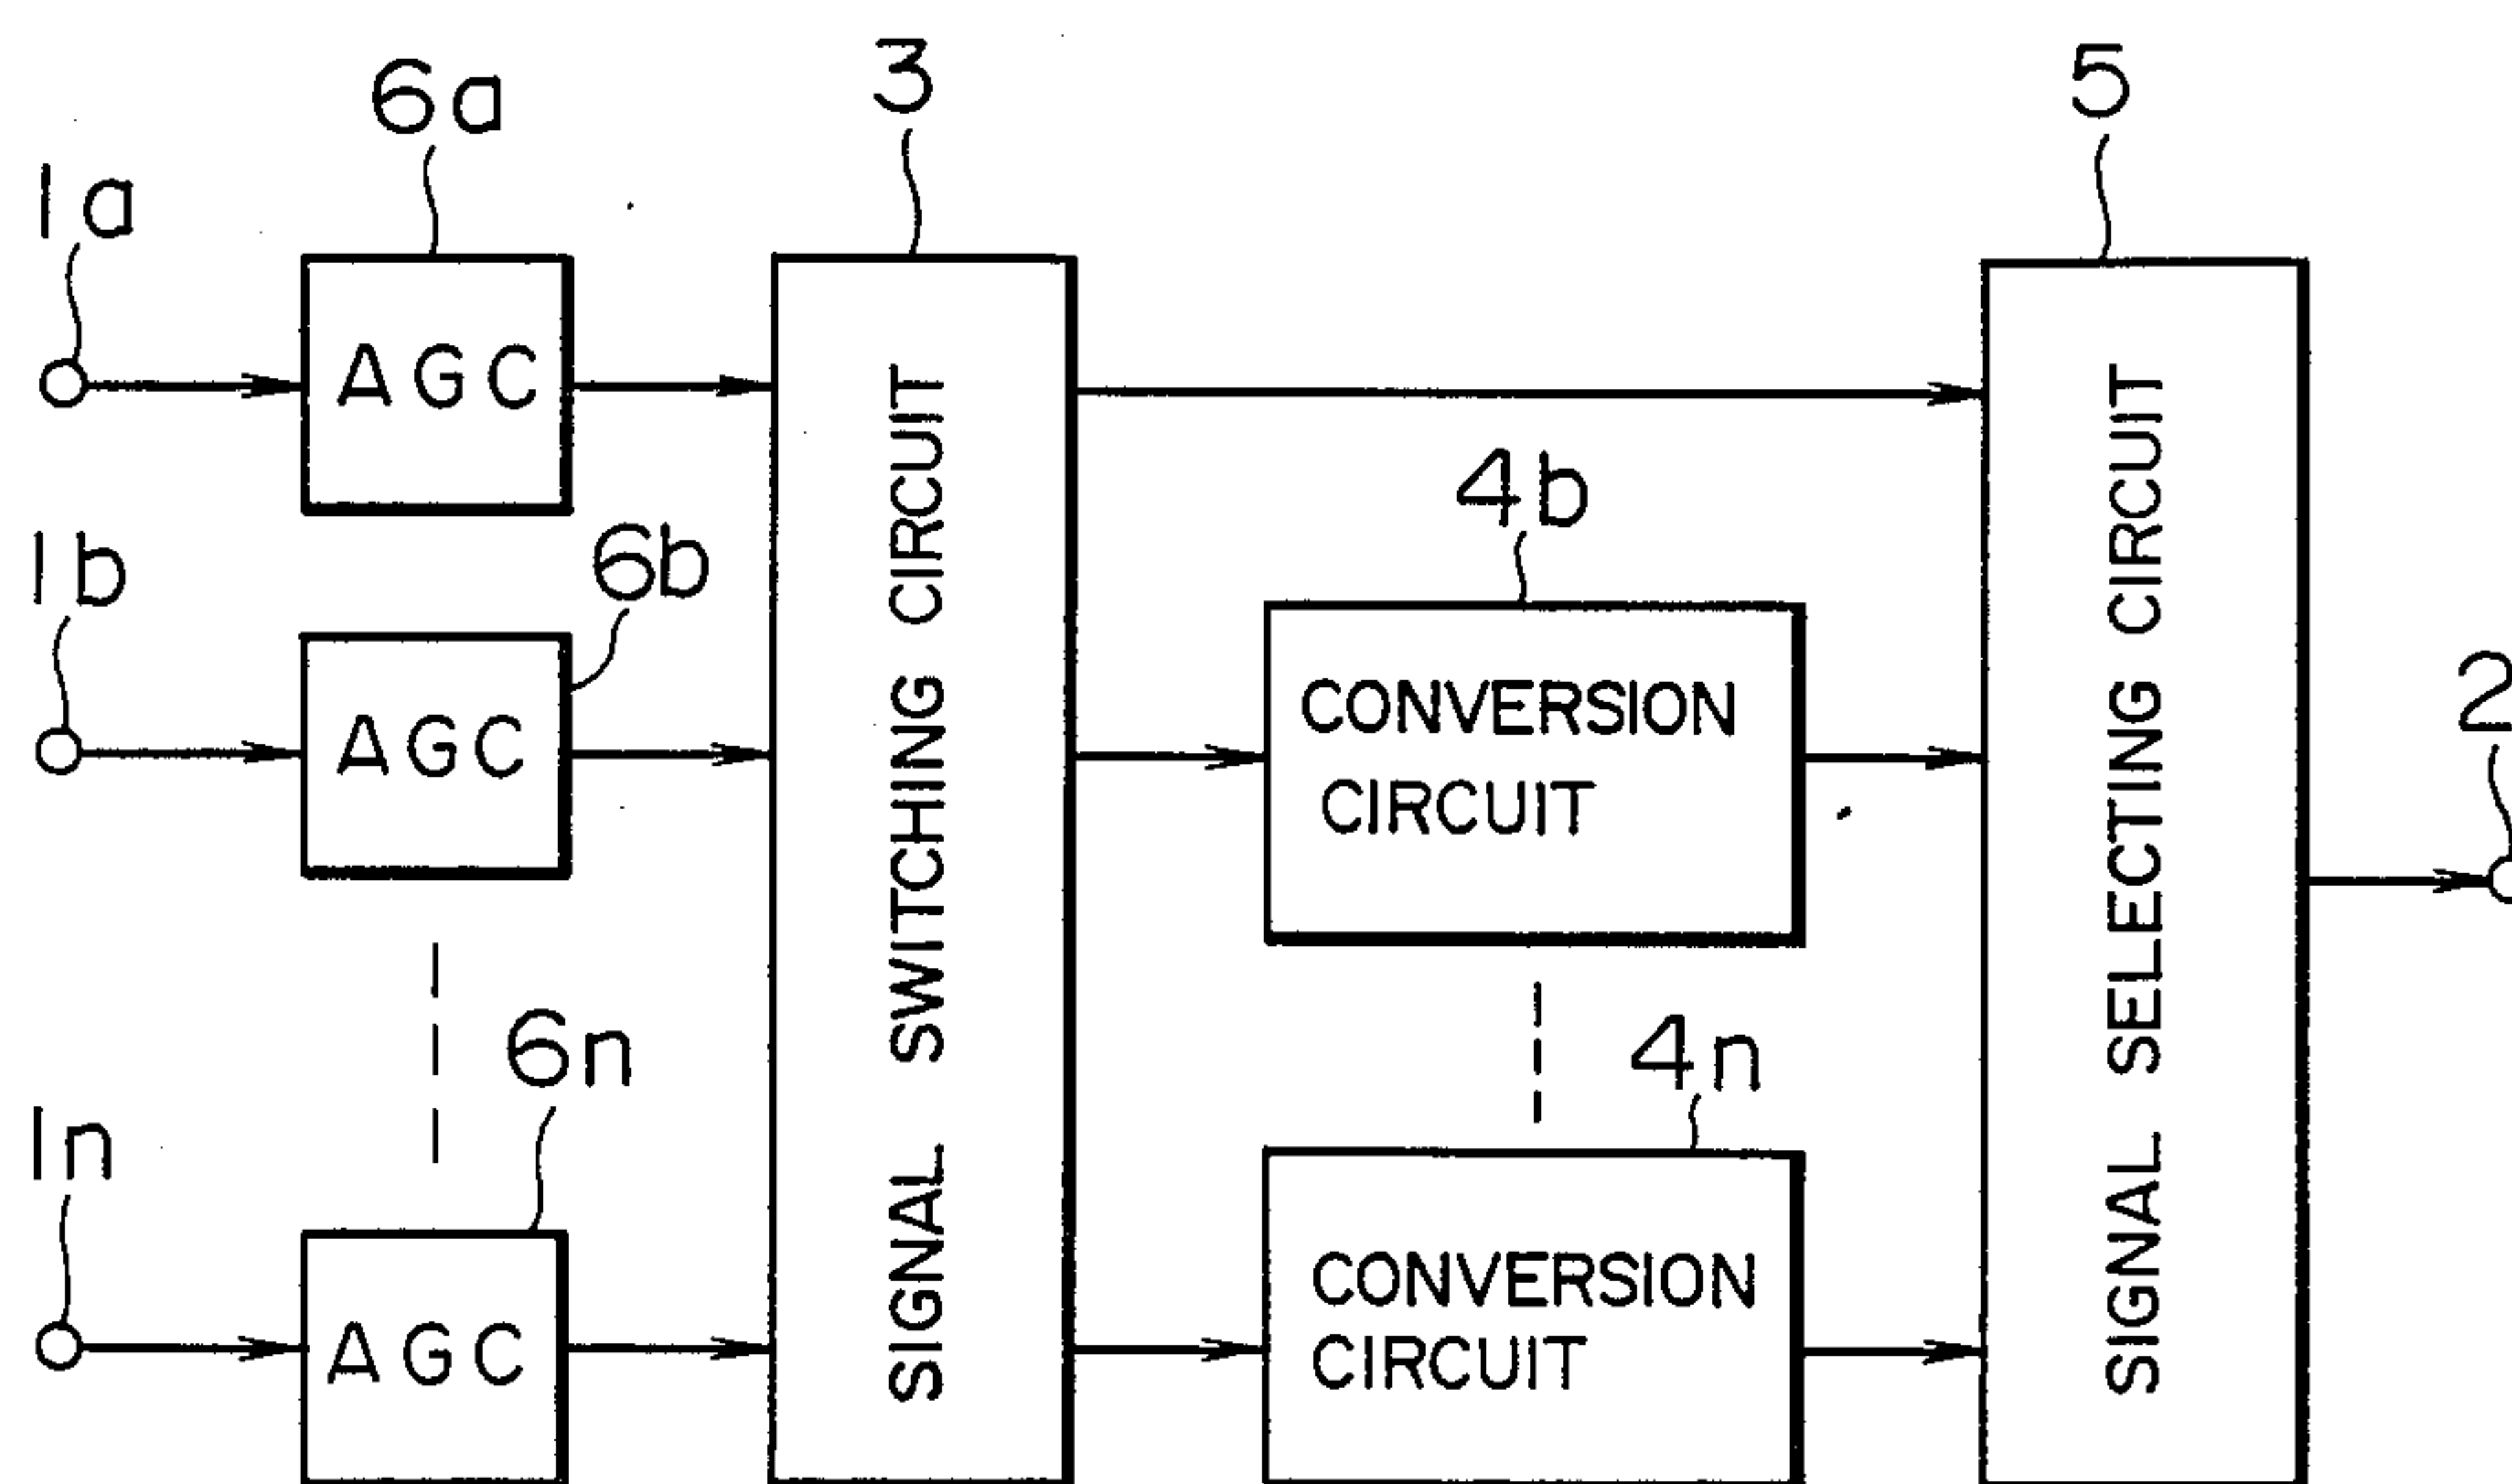 6a
3
5
1a
AGC
1b
6b
4b
AGC
CONVERSION
CIRCUIT
2
SIGNAL SWITCHING CIRCUIT
SIGNAL SELECTING CIRCUIT
6n
4n
1n
AGC
CONVERSION
CIRCUIT